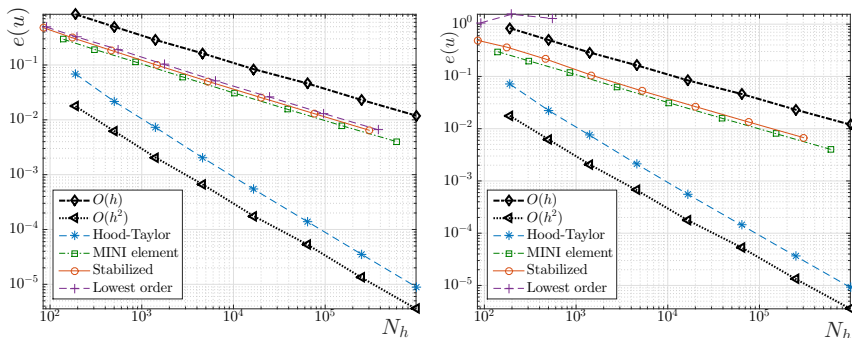 e(u)
10^{-1}
10^{-2}
10^{-3}
10^{-4}
10^{-5}
O(h)
O(h^2)
Hood-Taylor
MINI element
Stabilized
Lowest order
10^2
10^3
10^4
10^5
N_h
e(u)
10^0
10^{-1}
10^{-2}
10^{-3}
10^{-4}
10^{-5}
O(h)
O(h^2)
Hood-Taylor
MINI element
Stabilized
Lowest order
10^2
10^3
10^4
10^5
N_h